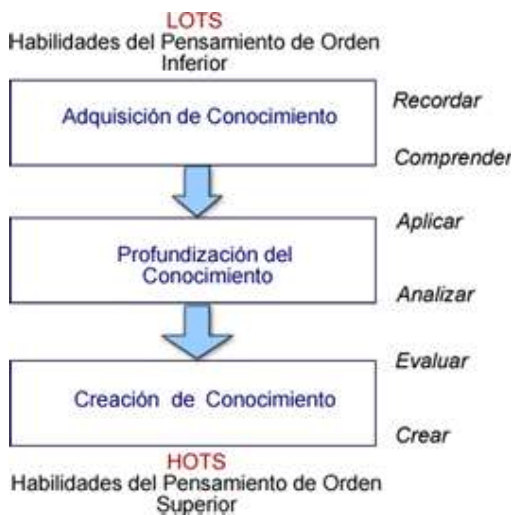 LOTS
Habilidades del Pensamiento de Orden
Inferior
Adquisición de Conocimiento
Recordar
Comprender
Profundización del
Conocimiento
Aplicar
Analizar
Creación de Conocimiento
Evaluar
Crear
HOTS
Habilidades del Pensamiento de Orden
Superior